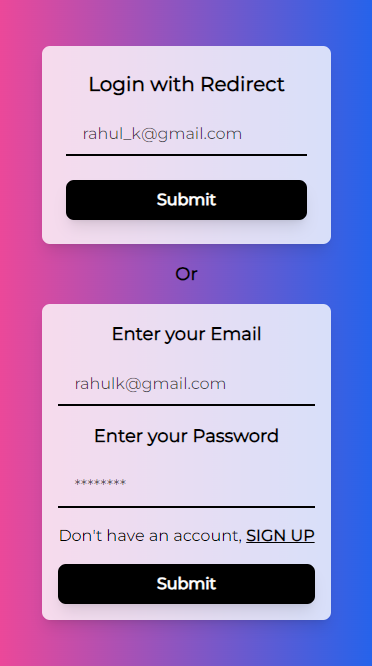 Login with Redirect
rahul_k@gmail.com
Submit
Or
Enter your Email
rahulk@gmail.com
Enter your Password
********
Don't have an account, SIGN UP
Submit